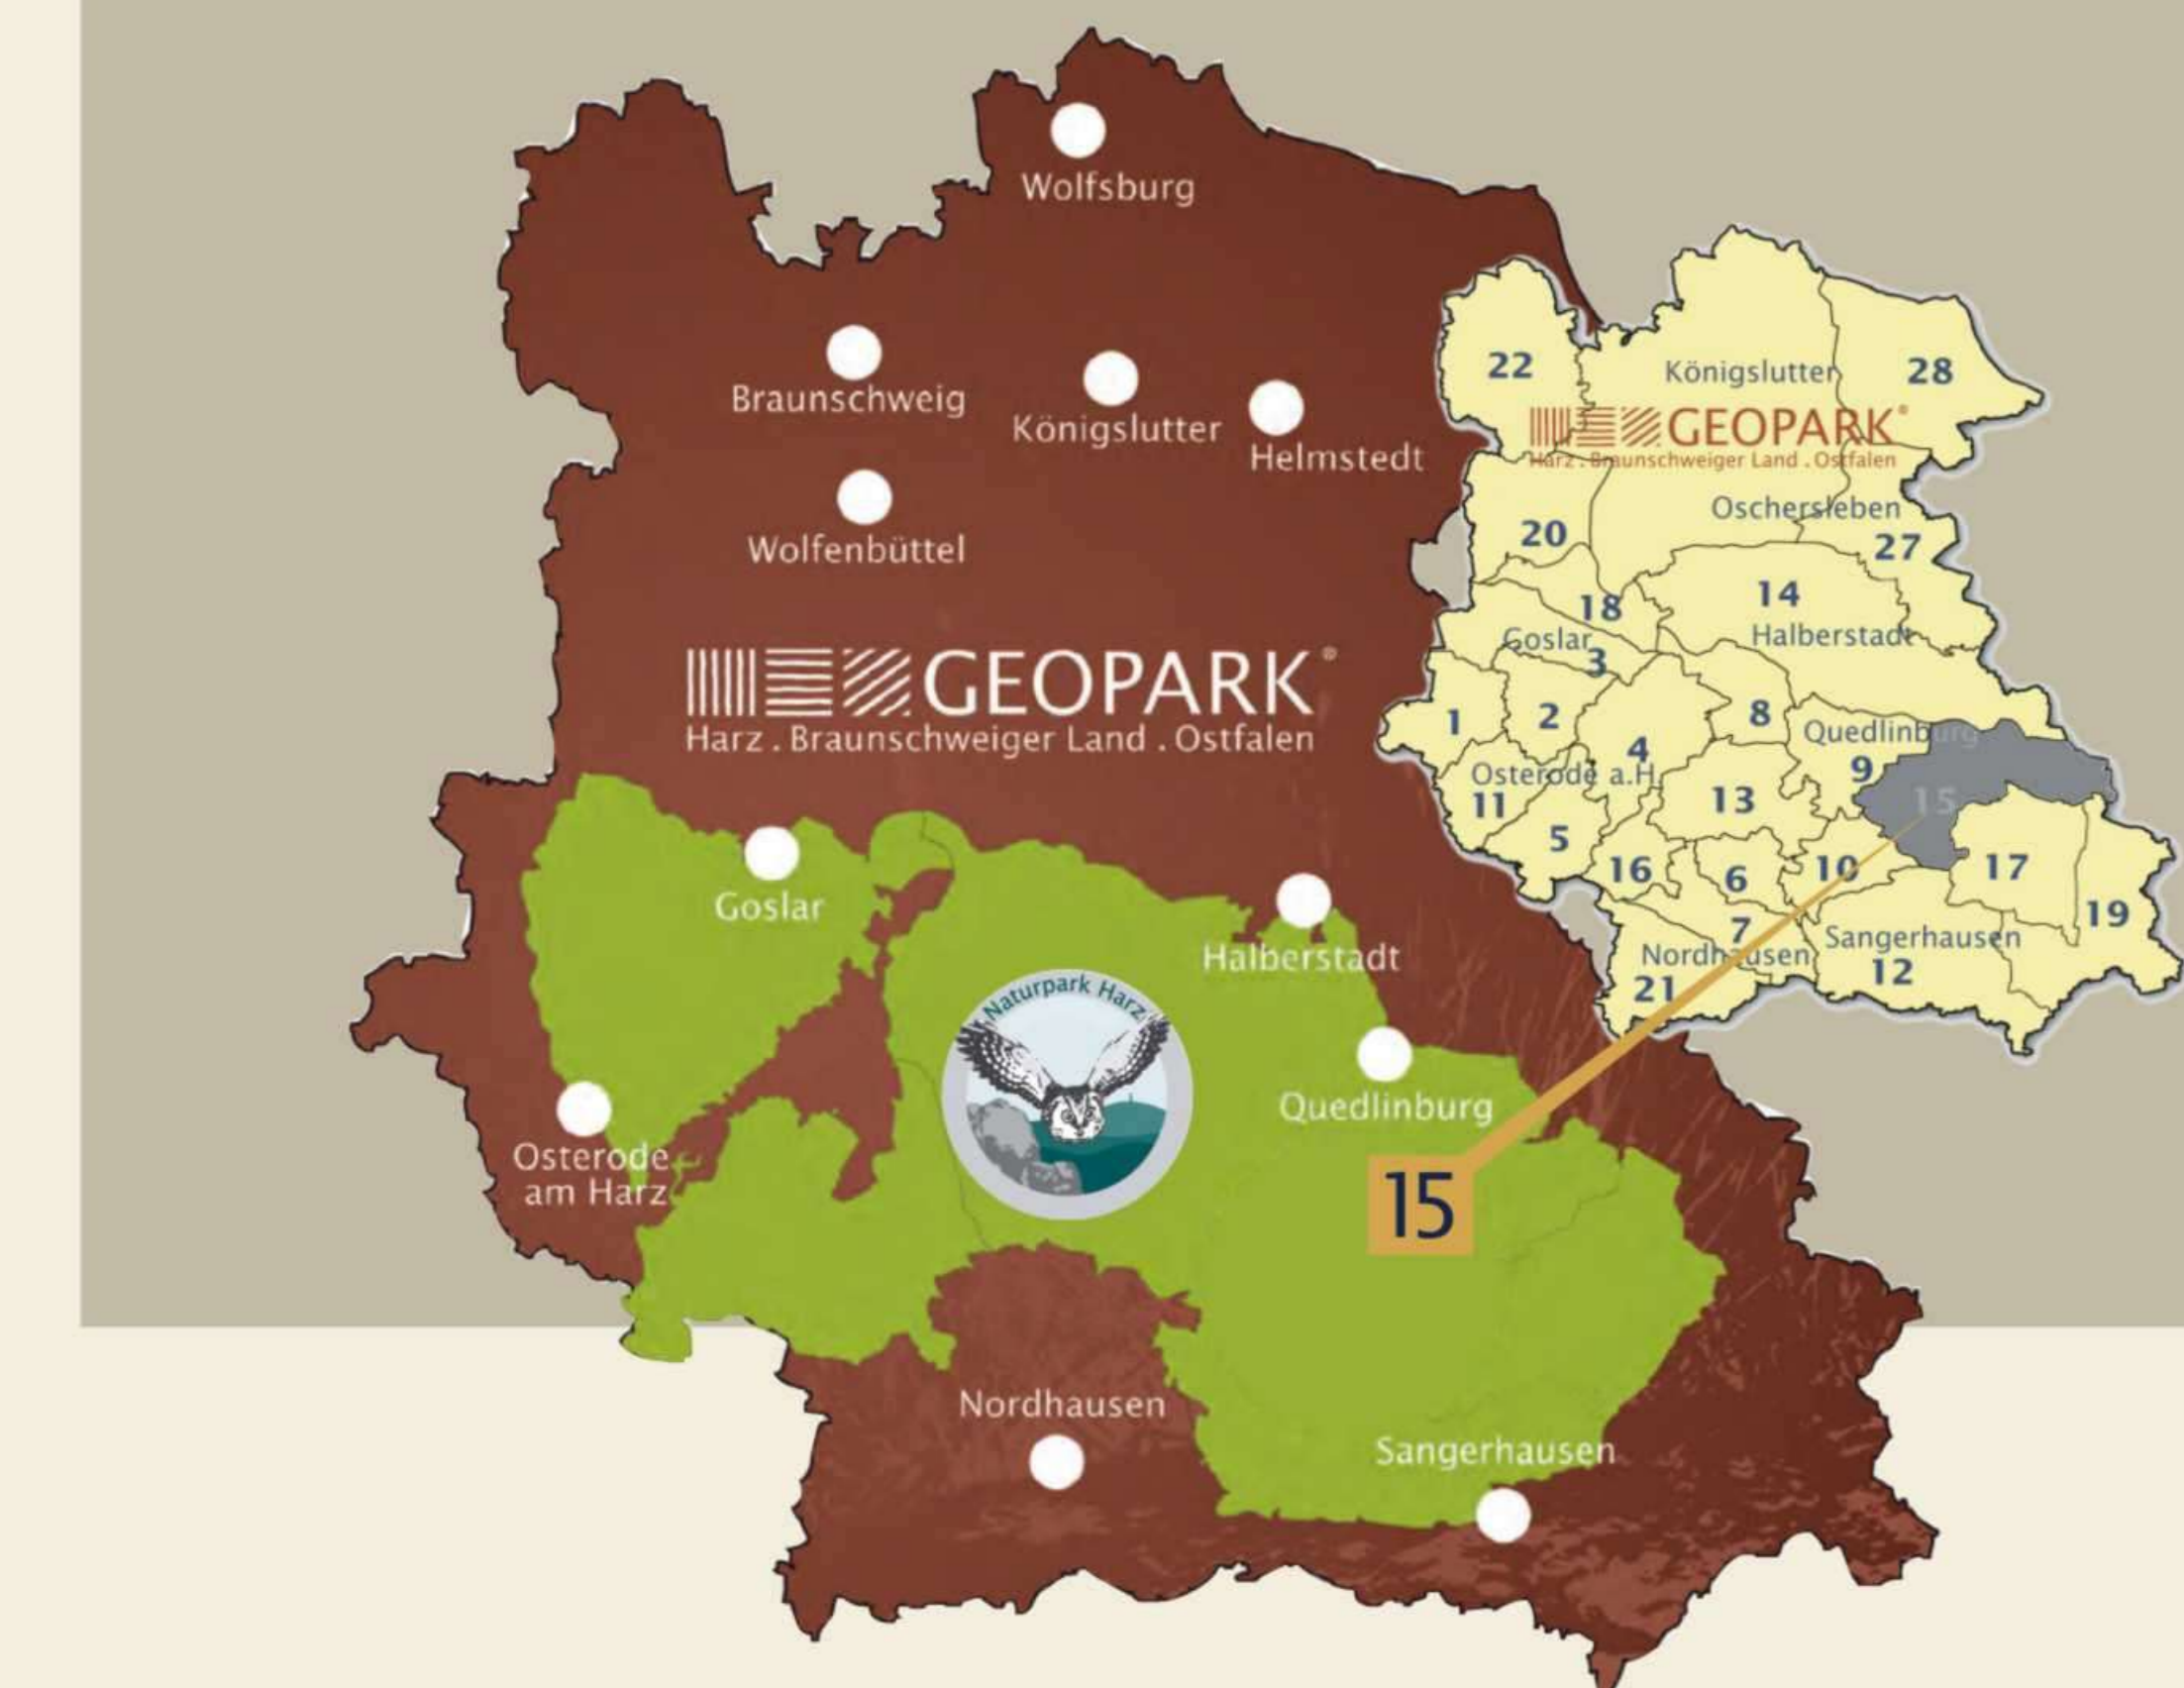 Wolfsburg
Braunschweig
Königslutter
Helmstedt
Wolfenbüttel
GEOPARK®
Harz . Braunschweiger Land . Ostfalen
Goslar
Halberstadt
Naturpark Harz
Quedlinburg
Osterode
am Harz
15
Nordhausen
Sangerhausen
22
Königslutter
28
GEOPARK®
Harz . Braunschweiger Land . Ostfalen
Oschersleben
20
27
14
18
Goslar
Halberstadt
3
1
2
8
4
Quedlinburg
9
Osterode a.H.
11
13
15
5
16
6
10
17
7
19
Nordhausen
Sangerhausen
21
12